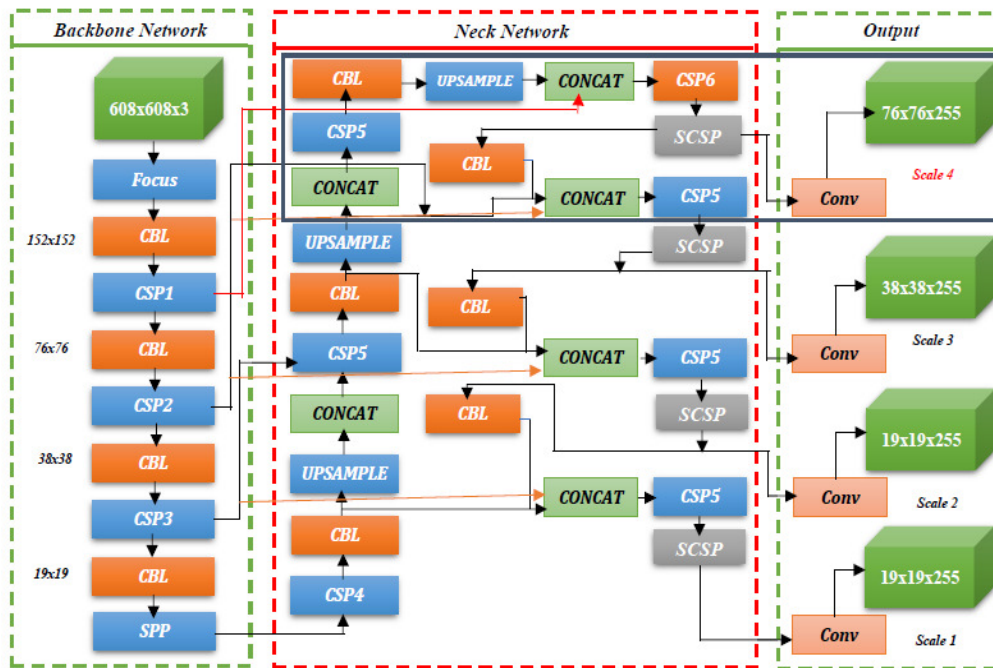 Backbone Network
608x608x3
Focus
152x152
CBL
CSP1
76x76
CBL
CSP2
38x38
CBL
CSP3
19x19
CBL
SPP
Neck Network
CBL
UPSAMPLE
CONCAT
CSP6
CSP5
SCSP
CBL
CONCAT
CONCAT
CSP5
UPSAMPLE
SCSP
CBL
CBL
CSP5
CONCAT
CSP5
CONCAT
CBL
SCSP
UPSAMPLE
CONCAT
CSP5
CBL
SCSP
CSP4
Output
76x76x255
Scale 4
Conv
38x38x255
Scale 3
Conv
19x19x255
Conv
Scale 2
19x19x255
Conv
Scale 1